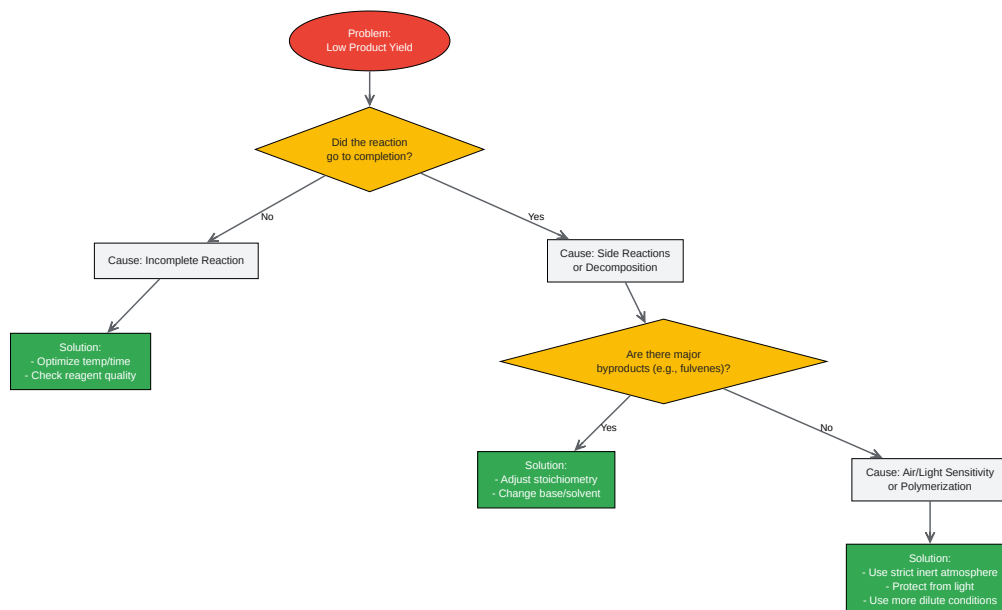 Problem:
Low Product Yield
Did the reaction
go to completion?
No
Yes
Cause: Incomplete Reaction
Cause: Side Reactions
or Decomposition
Solution:
- Optimize temp/time
- Check reagent quality
Are there major
byproducts (e.g., fulvenes)?
Yes
No
Solution:
- Adjust stoichiometry
- Change base/solvent
Cause: Air/Light Sensitivity
or Polymerization
Solution:
- Use strict inert atmosphere
- Protect from light
- Use more dilute conditions